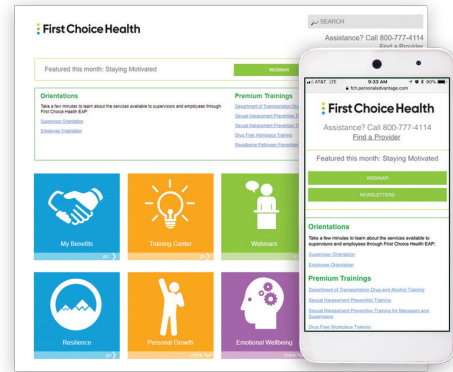 First Choice Health
SEARCH
Assistance? Call 800-777-4114
Find a Provider
Featured this month: Staying Motivated
WEBINAR
Orientations
Take a few minutes to learn about the services available to supervisors and employees through
First Choice Health EAP:
Supervisor Orientation
Employee Orientation
Premium Trainings
Department of Transportation Dru
Sexual Harassment Prevention T
Sexual Harassment Prevention T
Drug Free Workplace Training
Bloodborne Pathogen Prevention
My Benefits
Training Center
Webinars
Resilience
Personal Growth
Emotional Wellbeing
AT&T LTE 9:33 AM 90%
fch.personaladvantage.com
First Choice Health
Assistance? Call 800-777-4114
Find a Provider
Featured this month: Staying Motivated
WEBINAR
NEWSLETTERS
Orientations
Take a few minutes to learn about the services available to
supervisors and employees through First Choice Health EAP:
Supervisor Orientation
Employee Orientation
Premium Trainings
Department of Transportation Drug and Alcohol Training
Sexual Harassment Prevention Training
Sexual Harassment Prevention Training for Managers and
Supervisors
Drug Free Workplace Training